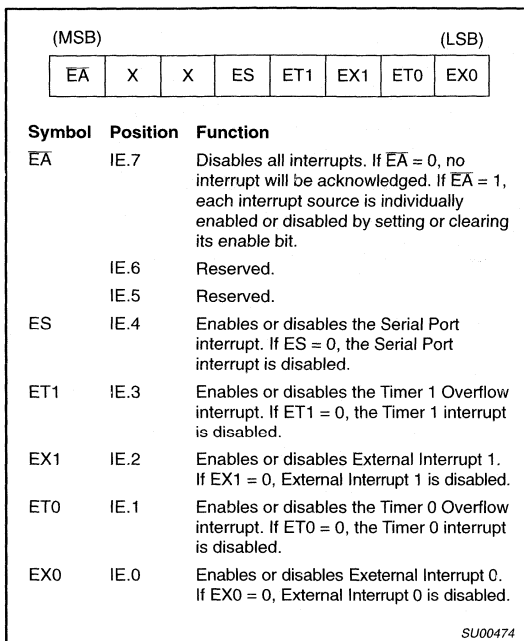 (MSB) (LSB)
E̅A̅ X X ES ET1 EX1 ET0 EX0
Symbol Position Function
E̅A̅ IE.7 Disables all interrupts. If E̅A̅ = 0, no
interrupt will be acknowledged. If E̅A̅ = 1,
each interrupt source is individually
enabled or disabled by setting or clearing
its enable bit.
IE.6 Reserved.
IE.5 Reserved.
ES IE.4 Enables or disables the Serial Port
interrupt. If ES = 0, the Serial Port
interrupt is disabled.
ET1 IE.3 Enables or disables the Timer 1 Overflow
interrupt. If ET1 = 0, the Timer 1 interrupt
is disabled.
EX1 IE.2 Enables or disables External Interrupt 1.
If EX1 = 0, External Interrupt 1 is disabled.
ET0 IE.1 Enables or disables the Timer 0 Overflow
interrupt. If ET0 = 0, the Timer 0 interrupt
is disabled.
EX0 IE.0 Enables or disables Exeternal Interrupt 0.
If EX0 = 0, External Interrupt 0 is disabled.
SU00474